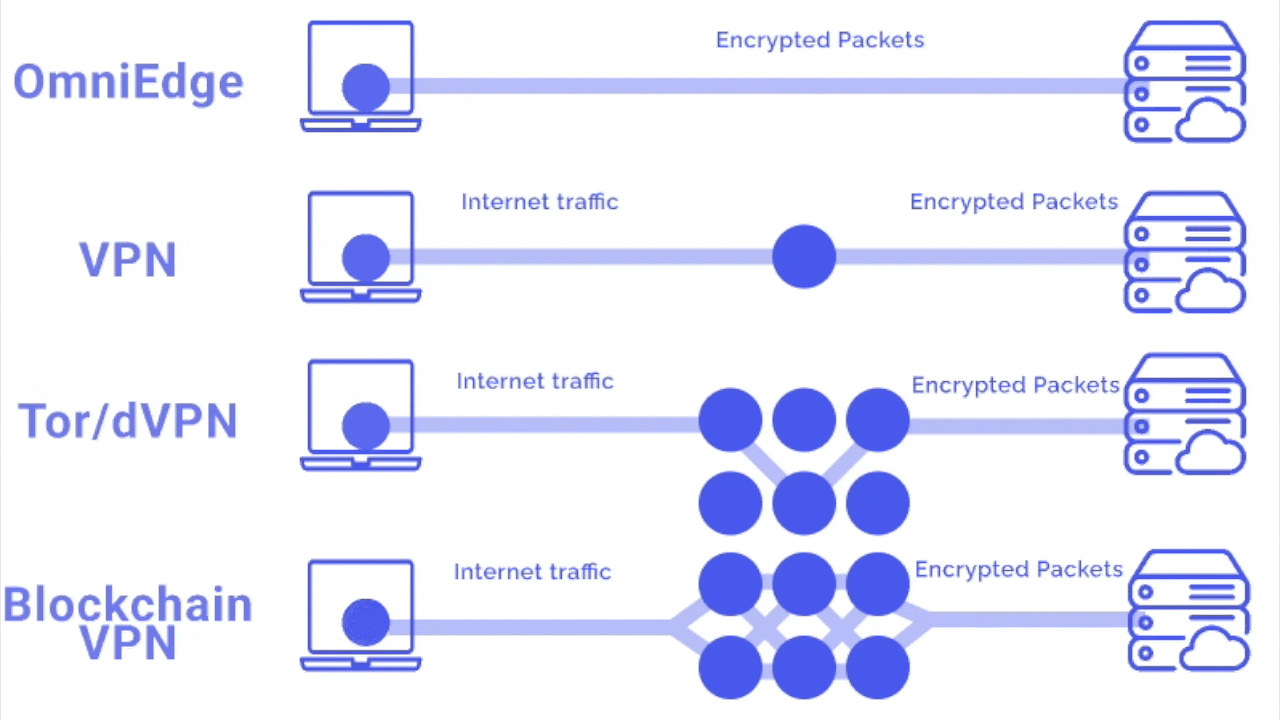 Encrypted Packets
OmniEdge
Internet traffic
Encrypted Packets
VPN
Internet traffic
Encrypted Packets
Tor/dVPN
Internet traffic
Encrypted Packets
Blockchain
VPN